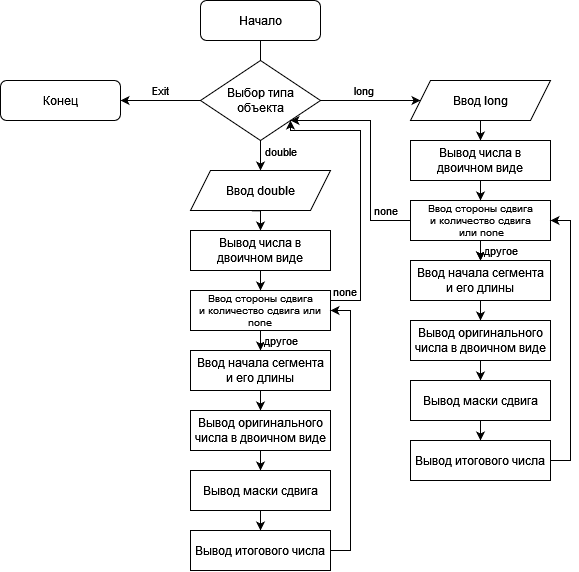 Начало
Выбор типа
объекта
Exit
Конец
long
Ввод long
Вывод числа в
двоичном виде
Ввод стороны сдвига
и количество сдвига
или none
none
другое
Ввод начала сегмента
и его длины
Вывод оригинального
числа в двоичном виде
Вывод маски сдвига
Вывод итогового числа
double
Ввод double
Вывод числа в
двоичном виде
Ввод стороны сдвига
и количество сдвига или
none
none
другое
Ввод начала сегмента
и его длины
Вывод оригинального
числа в двоичном виде
Вывод маски сдвига
Вывод итогового числа